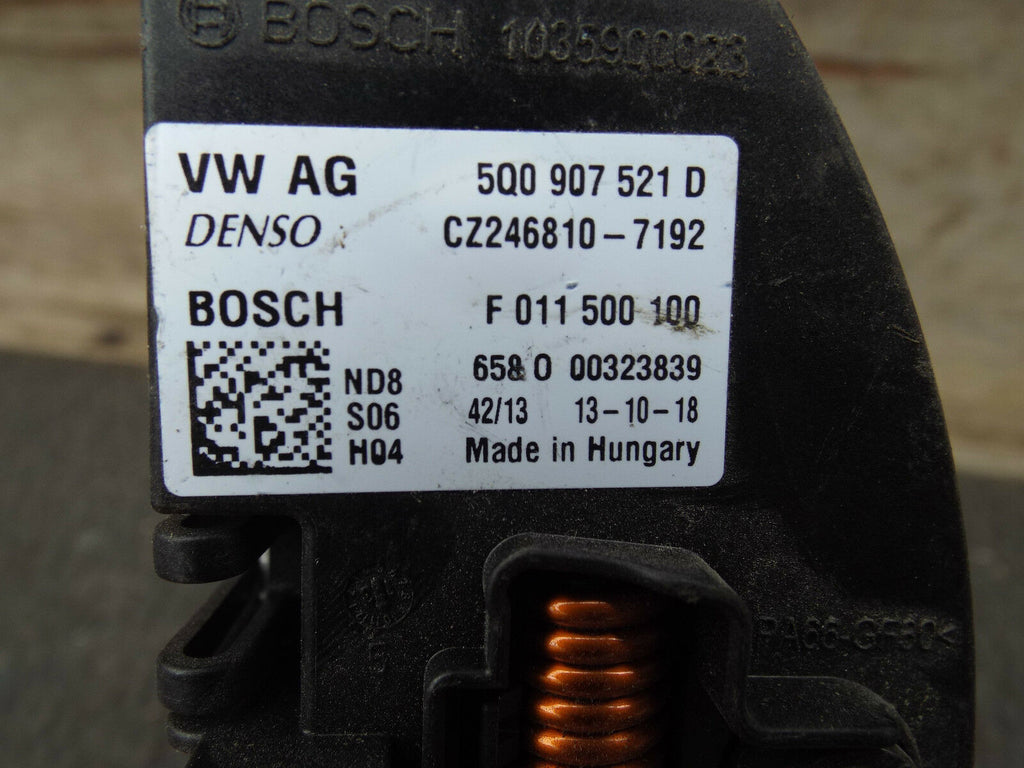 BOSCH 1035900023
VW AG 5Q0 907 521 D
DENSO CZ246810-7192
BOSCH F 011 500 100
658 0 00323839
ND8
S06 42/13 13-10-18
H04 Made in Hungary